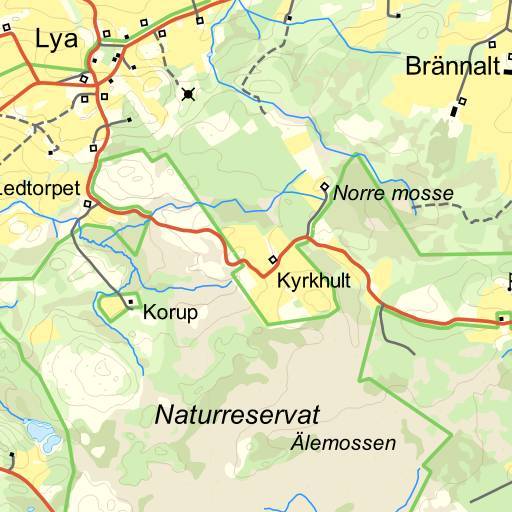 Lya
Brännalt
Ledtorpet
Norre mosse
Kyrkhult
Korup
Naturreservat
Älemossen